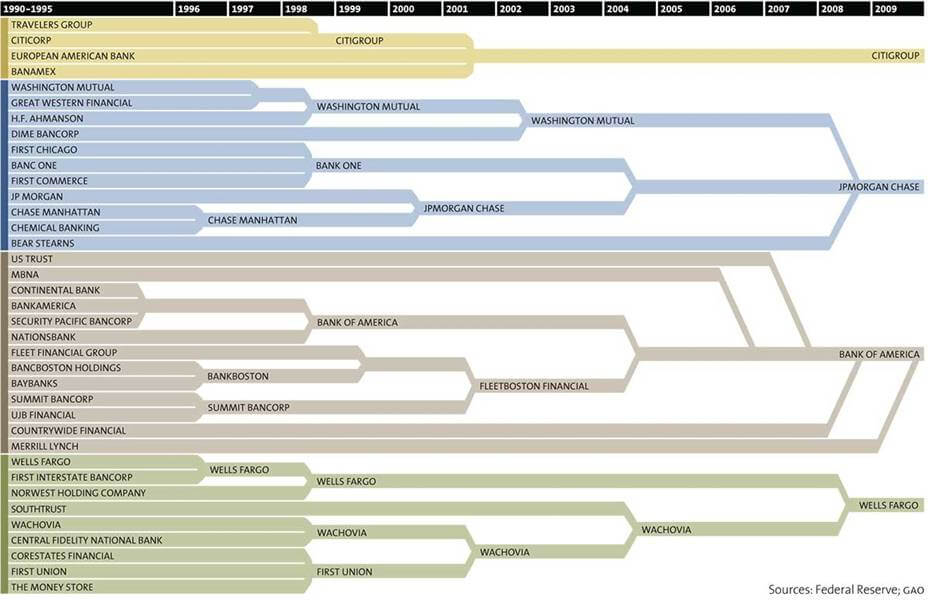 1990–1995 1996 1997 1998 1999 2000 2001 2002 2003 2004 2005 2006 2007 2008 2009
TRAVELERS GROUP
CITICORP CITIGROUP
EUROPEAN AMERICAN BANK CITIGROUP
BANAMEX
WASHINGTON MUTUAL
GREAT WESTERN FINANCIAL WASHINGTON MUTUAL
H.F. AHMANSON WASHINGTON MUTUAL
DIME BANCORP
FIRST CHICAGO
BANC ONE BANK ONE
FIRST COMMERCE JPMORGAN CHASE
JP MORGAN
CHASE MANHATTAN CHASE MANHATTAN JPMORGAN CHASE
CHEMICAL BANKING
BEAR STEARNS
US TRUST
MBNA
CONTINENTAL BANK
BANKAMERICA
SECURITY PACIFIC BANCORP BANK OF AMERICA
NATIONSBANK
FLEET FINANCIAL GROUP BANK OF AMERICA
BANCBOSTON HOLDINGS BANKBOSTON
BAYBANKS FLEETBOSTON FINANCIAL
SUMMIT BANCORP SUMMIT BANCORP
UJB FINANCIAL
COUNTRYWIDE FINANCIAL
MERRILL LYNCH
WELLS FARGO WELLS FARGO
FIRST INTERSTATE BANCORP WELLS FARGO
NORWEST HOLDING COMPANY
SOUTHTRUST WELLS FARGO
WACHOVIA WACHOVIA WACHOVIA
CENTRAL FIDELITY NATIONAL BANK
CORESTATES FINANCIAL WACHOVIA
FIRST UNION FIRST UNION
THE MONEY STORE
Sources: Federal Reserve; GAO